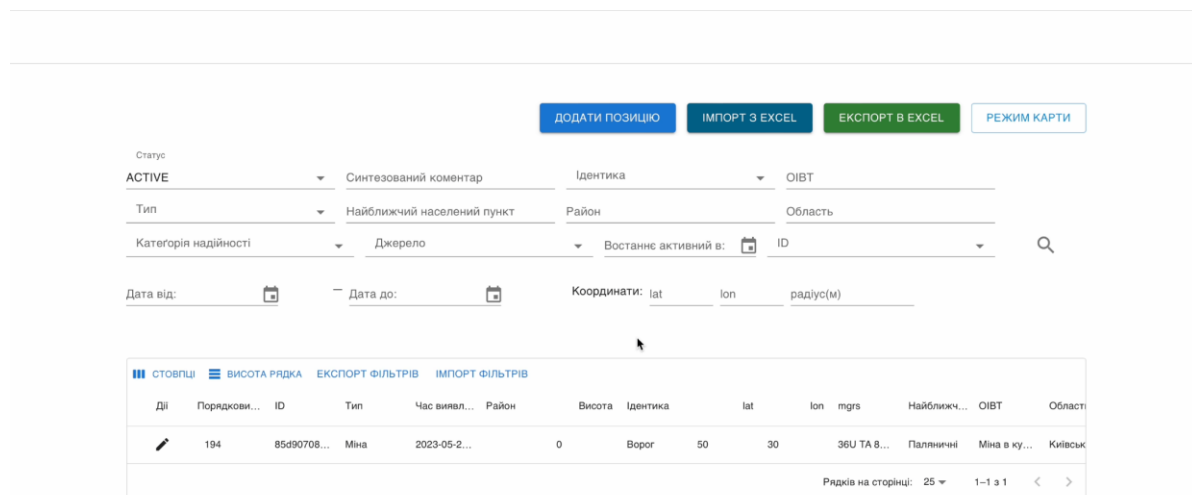 ДОДАТИ ПОЗИЦІЮ ІМПОРТ З EXCEL ЕКСПОРТ В EXCEL РЕЖИМ КАРТИ
Статус
ACTIVE Синтезований коментар Ідентика ОІВТ
Тип Найближчий населений пункт Район Область
Категорія надійності Джерело Востаннє активний в: ID
Дата від: – Дата до: Координати: lat lon радіус(м)
СТОВПЦІ ВИСОТА РЯДКА ЕКСПОРТ ФІЛЬТРІВ ІМПОРТ ФІЛЬТРІВ
Дії Порядкови... ID Тип Час виявл... Район Висота Ідентика lat lon mgrs Найближч... ОІВТ Област
194 85d90708... Міна 2023-05-2... 0 Ворог 50 30 36U TA 8... Паляничні Міна в ку... Київськ
Рядків на сторінці: 25 1–1 з 1